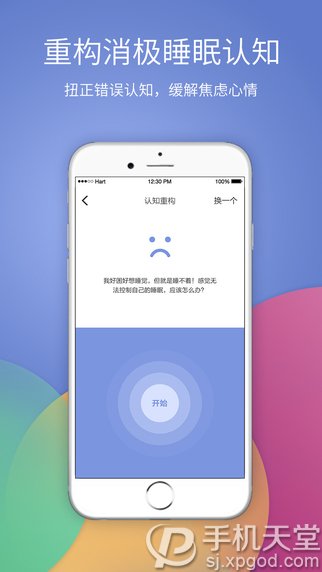 重构消极睡眠认知
扭正错误认知，缓解焦虑心情
Hart 12:30 PM 100%
认知重构 换一个
我好困好想睡觉，但就是睡不着！感觉无
法控制自己的睡眠，应该怎么办？
开始
手机天堂
sj.xpgod.com